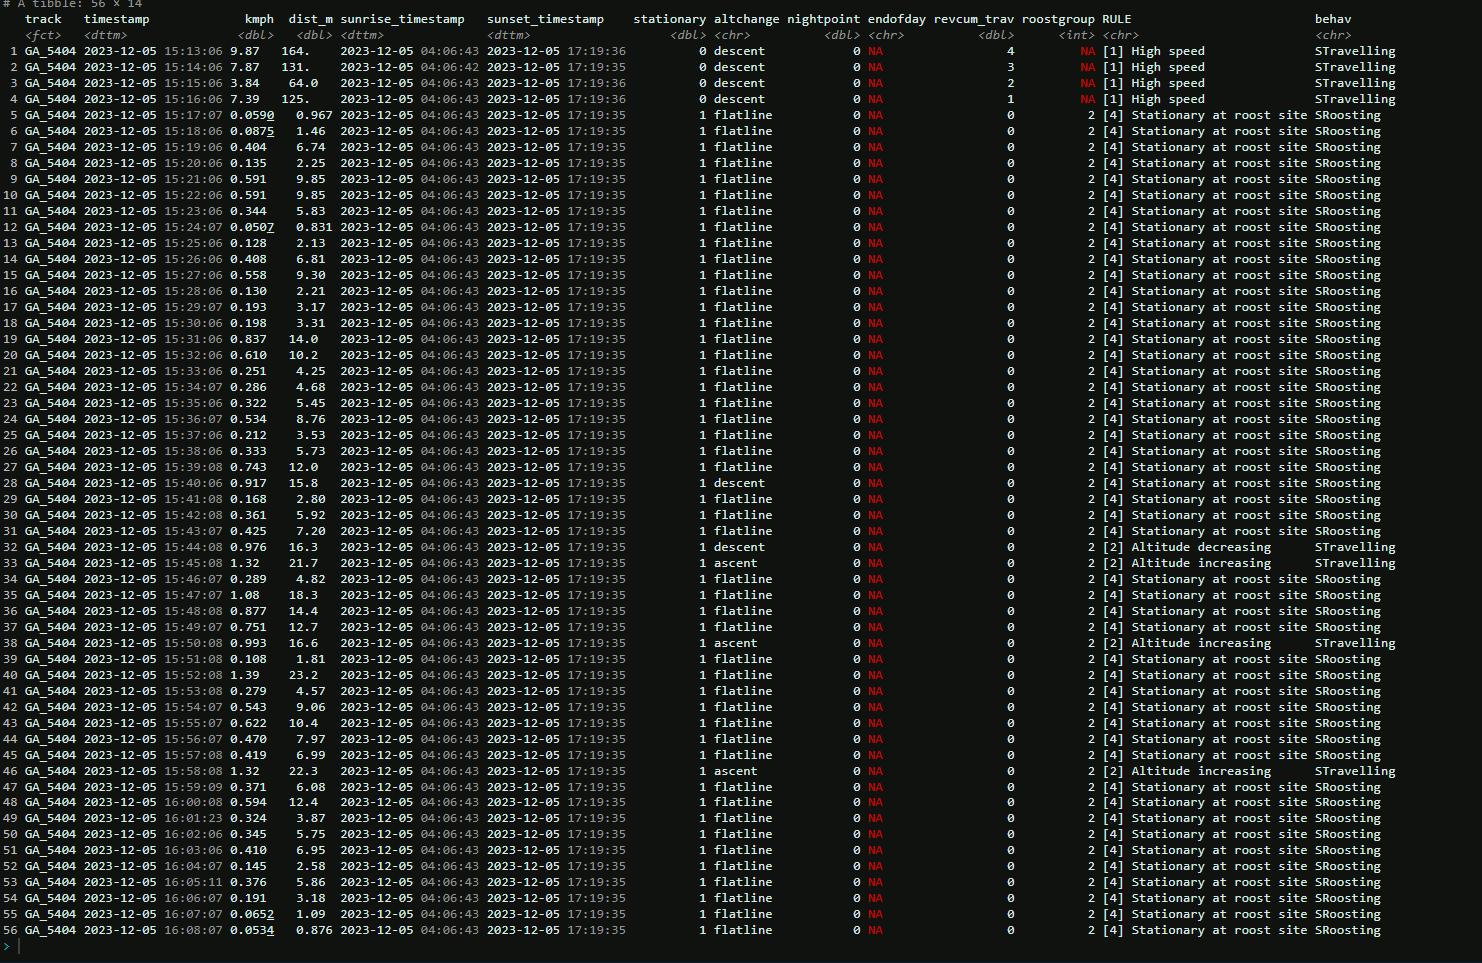 # A tibble: 56 × 14
track timestamp kmph dist_m sunrise_timestamp sunset_timestamp stationary altchange nightpoint endofday revcum_trav roostgroup RULE behav
<fct> <dttm> <dbl> <dbl> <dttm> <dttm> <dbl> <chr> <dbl> <chr> <dbl> <int> <chr> <chr>
1 GA_5404 2023-12-05 15:13:06 9.87 164. 2023-12-05 04:06:43 2023-12-05 17:19:36 0 descent 0 NA 4 NA [1] High speed STravelling
2 GA_5404 2023-12-05 15:14:06 7.87 131. 2023-12-05 04:06:42 2023-12-05 17:19:35 0 descent 0 NA 3 NA [1] High speed STravelling
3 GA_5404 2023-12-05 15:15:06 3.84 64.0 2023-12-05 04:06:43 2023-12-05 17:19:36 0 descent 0 NA 2 NA [1] High speed STravelling
4 GA_5404 2023-12-05 15:16:06 7.39 125. 2023-12-05 04:06:43 2023-12-05 17:19:36 0 descent 0 NA 1 NA [1] High speed STravelling
5 GA_5404 2023-12-05 15:17:07 0.0590 0.967 2023-12-05 04:06:43 2023-12-05 17:19:35 1 flatline 0 NA 0 2 [4] Stationary at roost site SRoosting
6 GA_5404 2023-12-05 15:18:06 0.0875 1.46 2023-12-05 04:06:43 2023-12-05 17:19:35 1 flatline 0 NA 0 2 [4] Stationary at roost site SRoosting
7 GA_5404 2023-12-05 15:19:06 0.404 6.74 2023-12-05 04:06:43 2023-12-05 17:19:35 1 flatline 0 NA 0 2 [4] Stationary at roost site SRoosting
8 GA_5404 2023-12-05 15:20:06 0.135 2.25 2023-12-05 04:06:43 2023-12-05 17:19:35 1 flatline 0 NA 0 2 [4] Stationary at roost site SRoosting
9 GA_5404 2023-12-05 15:21:06 0.591 9.85 2023-12-05 04:06:43 2023-12-05 17:19:35 1 flatline 0 NA 0 2 [4] Stationary at roost site SRoosting
10 GA_5404 2023-12-05 15:22:06 0.591 9.85 2023-12-05 04:06:43 2023-12-05 17:19:35 1 flatline 0 NA 0 2 [4] Stationary at roost site SRoosting
11 GA_5404 2023-12-05 15:23:06 0.344 5.83 2023-12-05 04:06:43 2023-12-05 17:19:35 1 flatline 0 NA 0 2 [4] Stationary at roost site SRoosting
12 GA_5404 2023-12-05 15:24:07 0.0507 0.831 2023-12-05 04:06:43 2023-12-05 17:19:35 1 flatline 0 NA 0 2 [4] Stationary at roost site SRoosting
13 GA_5404 2023-12-05 15:25:06 0.128 2.13 2023-12-05 04:06:43 2023-12-05 17:19:35 1 flatline 0 NA 0 2 [4] Stationary at roost site SRoosting
14 GA_5404 2023-12-05 15:26:06 0.408 6.81 2023-12-05 04:06:43 2023-12-05 17:19:35 1 flatline 0 NA 0 2 [4] Stationary at roost site SRoosting
15 GA_5404 2023-12-05 15:27:06 0.558 9.30 2023-12-05 04:06:43 2023-12-05 17:19:35 1 flatline 0 NA 0 2 [4] Stationary at roost site SRoosting
16 GA_5404 2023-12-05 15:28:06 0.130 2.21 2023-12-05 04:06:43 2023-12-05 17:19:35 1 flatline 0 NA 0 2 [4] Stationary at roost site SRoosting
17 GA_5404 2023-12-05 15:29:07 0.193 3.17 2023-12-05 04:06:43 2023-12-05 17:19:35 1 flatline 0 NA 0 2 [4] Stationary at roost site SRoosting
18 GA_5404 2023-12-05 15:30:06 0.198 3.31 2023-12-05 04:06:43 2023-12-05 17:19:35 1 flatline 0 NA 0 2 [4] Stationary at roost site SRoosting
19 GA_5404 2023-12-05 15:31:06 0.837 14.0 2023-12-05 04:06:43 2023-12-05 17:19:35 1 flatline 0 NA 0 2 [4] Stationary at roost site SRoosting
20 GA_5404 2023-12-05 15:32:06 0.610 10.2 2023-12-05 04:06:43 2023-12-05 17:19:35 1 flatline 0 NA 0 2 [4] Stationary at roost site SRoosting
21 GA_5404 2023-12-05 15:33:06 0.251 4.25 2023-12-05 04:06:43 2023-12-05 17:19:35 1 flatline 0 NA 0 2 [4] Stationary at roost site SRoosting
22 GA_5404 2023-12-05 15:34:07 0.286 4.68 2023-12-05 04:06:43 2023-12-05 17:19:35 1 flatline 0 NA 0 2 [4] Stationary at roost site SRoosting
23 GA_5404 2023-12-05 15:35:06 0.322 5.45 2023-12-05 04:06:43 2023-12-05 17:19:35 1 flatline 0 NA 0 2 [4] Stationary at roost site SRoosting
24 GA_5404 2023-12-05 15:36:07 0.534 8.76 2023-12-05 04:06:43 2023-12-05 17:19:35 1 flatline 0 NA 0 2 [4] Stationary at roost site SRoosting
25 GA_5404 2023-12-05 15:37:06 0.212 3.53 2023-12-05 04:06:43 2023-12-05 17:19:35 1 flatline 0 NA 0 2 [4] Stationary at roost site SRoosting
26 GA_5404 2023-12-05 15:38:06 0.333 5.73 2023-12-05 04:06:43 2023-12-05 17:19:35 1 flatline 0 NA 0 2 [4] Stationary at roost site SRoosting
27 GA_5404 2023-12-05 15:39:08 0.743 12.0 2023-12-05 04:06:43 2023-12-05 17:19:35 1 flatline 0 NA 0 2 [4] Stationary at roost site SRoosting
28 GA_5404 2023-12-05 15:40:06 0.917 15.8 2023-12-05 04:06:43 2023-12-05 17:19:35 1 descent 0 NA 0 2 [4] Stationary at roost site SRoosting
29 GA_5404 2023-12-05 15:41:08 0.168 2.80 2023-12-05 04:06:43 2023-12-05 17:19:35 1 flatline 0 NA 0 2 [4] Stationary at roost site SRoosting
30 GA_5404 2023-12-05 15:42:08 0.361 5.92 2023-12-05 04:06:43 2023-12-05 17:19:35 1 flatline 0 NA 0 2 [4] Stationary at roost site SRoosting
31 GA_5404 2023-12-05 15:43:07 0.425 7.20 2023-12-05 04:06:43 2023-12-05 17:19:35 1 flatline 0 NA 0 2 [4] Stationary at roost site SRoosting
32 GA_5404 2023-12-05 15:44:08 0.976 16.3 2023-12-05 04:06:43 2023-12-05 17:19:35 1 descent 0 NA 0 2 [2] Altitude decreasing STravelling
33 GA_5404 2023-12-05 15:45:08 1.32 21.7 2023-12-05 04:06:43 2023-12-05 17:19:35 1 ascent 0 NA 0 2 [2] Altitude increasing STravelling
34 GA_5404 2023-12-05 15:46:07 0.289 4.82 2023-12-05 04:06:43 2023-12-05 17:19:35 1 flatline 0 NA 0 2 [4] Stationary at roost site SRoosting
35 GA_5404 2023-12-05 15:47:07 1.08 18.3 2023-12-05 04:06:43 2023-12-05 17:19:35 1 flatline 0 NA 0 2 [4] Stationary at roost site SRoosting
36 GA_5404 2023-12-05 15:48:08 0.877 14.4 2023-12-05 04:06:43 2023-12-05 17:19:35 1 flatline 0 NA 0 2 [4] Stationary at roost site SRoosting
37 GA_5404 2023-12-05 15:49:07 0.751 12.7 2023-12-05 04:06:43 2023-12-05 17:19:35 1 flatline 0 NA 0 2 [4] Stationary at roost site SRoosting
38 GA_5404 2023-12-05 15:50:08 0.993 16.6 2023-12-05 04:06:43 2023-12-05 17:19:35 1 ascent 0 NA 0 2 [2] Altitude increasing STravelling
39 GA_5404 2023-12-05 15:51:08 0.108 1.81 2023-12-05 04:06:43 2023-12-05 17:19:35 1 flatline 0 NA 0 2 [4] Stationary at roost site SRoosting
40 GA_5404 2023-12-05 15:52:08 1.39 23.2 2023-12-05 04:06:43 2023-12-05 17:19:35 1 flatline 0 NA 0 2 [4] Stationary at roost site SRoosting
41 GA_5404 2023-12-05 15:53:08 0.279 4.57 2023-12-05 04:06:43 2023-12-05 17:19:35 1 flatline 0 NA 0 2 [4] Stationary at roost site SRoosting
42 GA_5404 2023-12-05 15:54:07 0.543 9.06 2023-12-05 04:06:43 2023-12-05 17:19:35 1 flatline 0 NA 0 2 [4] Stationary at roost site SRoosting
43 GA_5404 2023-12-05 15:55:07 0.622 10.4 2023-12-05 04:06:43 2023-12-05 17:19:35 1 flatline 0 NA 0 2 [4] Stationary at roost site SRoosting
44 GA_5404 2023-12-05 15:56:07 0.470 7.97 2023-12-05 04:06:43 2023-12-05 17:19:35 1 flatline 0 NA 0 2 [4] Stationary at roost site SRoosting
45 GA_5404 2023-12-05 15:57:08 0.419 6.99 2023-12-05 04:06:43 2023-12-05 17:19:35 1 flatline 0 NA 0 2 [4] Stationary at roost site SRoosting
46 GA_5404 2023-12-05 15:58:08 1.32 22.3 2023-12-05 04:06:43 2023-12-05 17:19:35 1 ascent 0 NA 0 2 [2] Altitude increasing STravelling
47 GA_5404 2023-12-05 15:59:09 0.371 6.08 2023-12-05 04:06:43 2023-12-05 17:19:35 1 flatline 0 NA 0 2 [4] Stationary at roost site SRoosting
48 GA_5404 2023-12-05 16:00:08 0.594 12.4 2023-12-05 04:06:43 2023-12-05 17:19:35 1 flatline 0 NA 0 2 [4] Stationary at roost site SRoosting
49 GA_5404 2023-12-05 16:01:23 0.324 3.87 2023-12-05 04:06:43 2023-12-05 17:19:35 1 flatline 0 NA 0 2 [4] Stationary at roost site SRoosting
50 GA_5404 2023-12-05 16:02:06 0.345 5.75 2023-12-05 04:06:43 2023-12-05 17:19:35 1 flatline 0 NA 0 2 [4] Stationary at roost site SRoosting
51 GA_5404 2023-12-05 16:03:06 0.410 6.95 2023-12-05 04:06:43 2023-12-05 17:19:35 1 flatline 0 NA 0 2 [4] Stationary at roost site SRoosting
52 GA_5404 2023-12-05 16:04:07 0.145 2.58 2023-12-05 04:06:43 2023-12-05 17:19:35 1 flatline 0 NA 0 2 [4] Stationary at roost site SRoosting
53 GA_5404 2023-12-05 16:05:11 0.376 5.86 2023-12-05 04:06:43 2023-12-05 17:19:35 1 flatline 0 NA 0 2 [4] Stationary at roost site SRoosting
54 GA_5404 2023-12-05 16:06:07 0.191 3.18 2023-12-05 04:06:43 2023-12-05 17:19:35 1 flatline 0 NA 0 2 [4] Stationary at roost site SRoosting
55 GA_5404 2023-12-05 16:07:07 0.0652 1.09 2023-12-05 04:06:43 2023-12-05 17:19:35 1 flatline 0 NA 0 2 [4] Stationary at roost site SRoosting
56 GA_5404 2023-12-05 16:08:07 0.0534 0.876 2023-12-05 04:06:43 2023-12-05 17:19:35 1 flatline 0 NA 0 2 [4] Stationary at roost site SRoosting
>